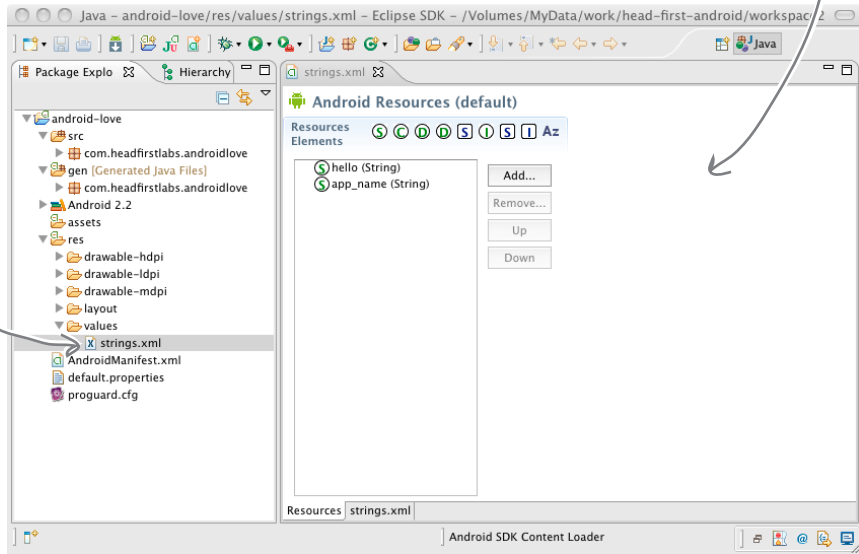 Java – android-love/res/values/strings.xml – Eclipse SDK – /Volumes/MyData/work/head-first-android/workspace2
Java
Package Explo
Hierarchy
strings.xml
android-love
src
com.headfirstlabs.androidlove
gen [Generated Java Files]
com.headfirstlabs.androidlove
Android 2.2
assets
res
drawable-hdpi
drawable-ldpi
drawable-mdpi
layout
values
strings.xml
AndroidManifest.xml
default.properties
proguard.cfg
Android Resources (default)
Resources Elements S C D D S I S I Az
S hello (String)
S app_name (String)
Add...
Remove...
Up
Down
Resources strings.xml
Android SDK Content Loader